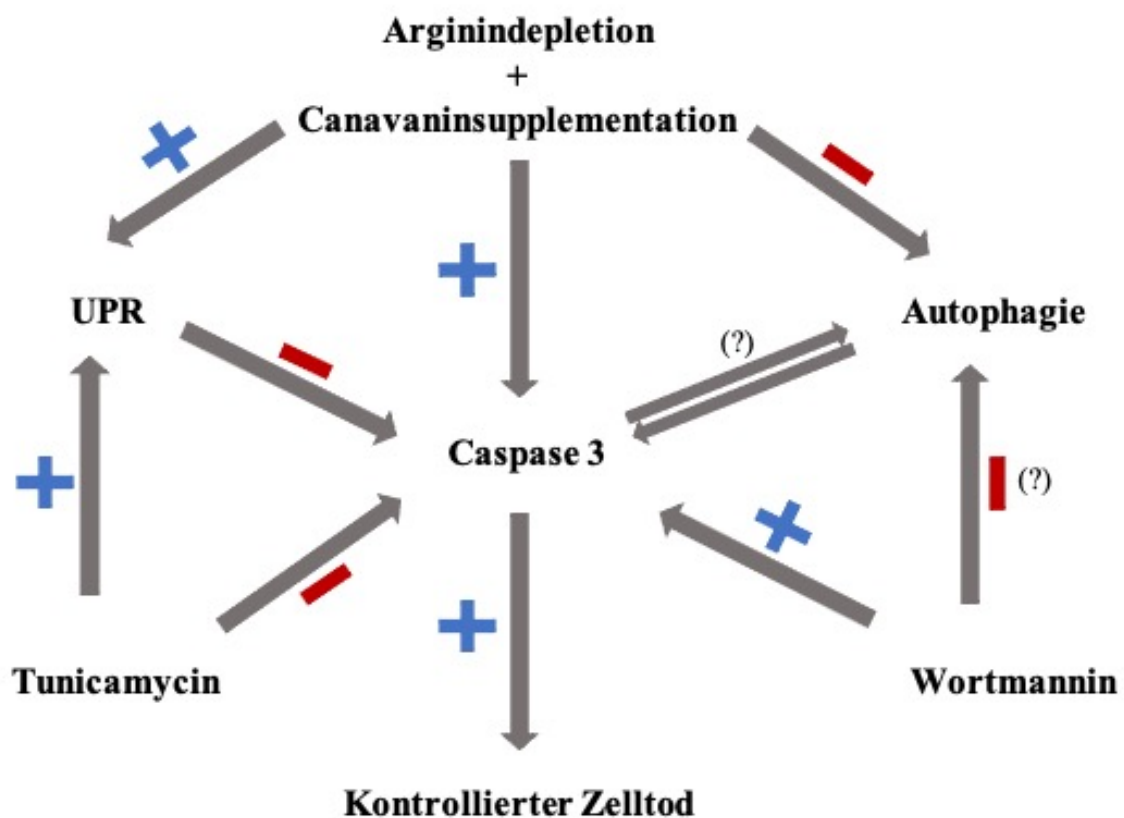 Arginindepletion
+
Canavaninsupplementation
UPR
Autophagie
(?)
Caspase 3
(?)
Tunicamycin
Wortmannin
Kontrollierter Zelltod